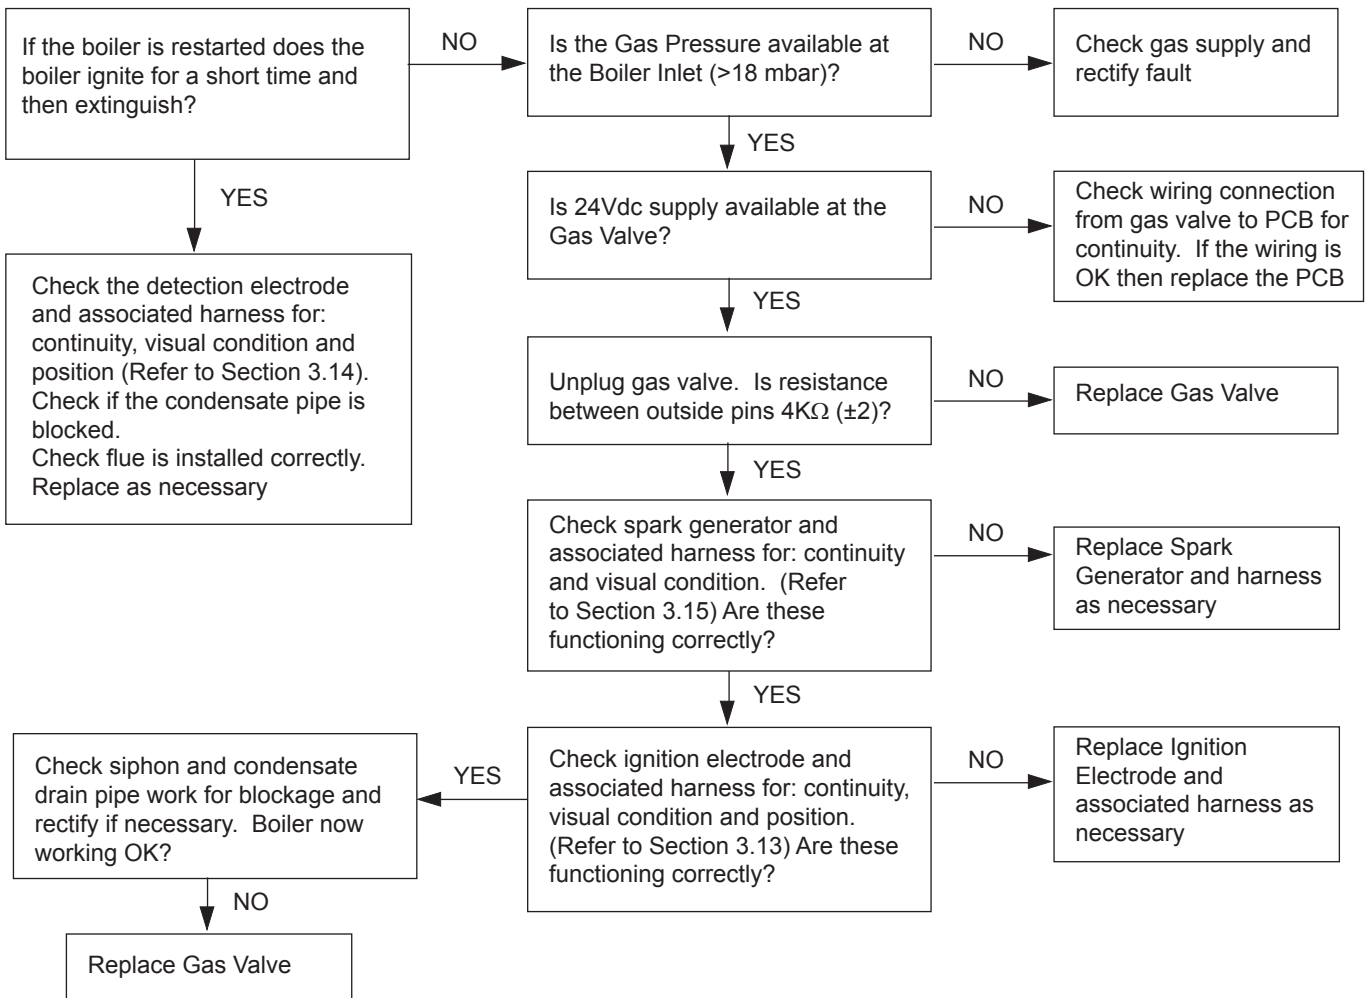 If the boiler is restarted does the
boiler ignite for a short time and
then extinguish?
NO
Is the Gas Pressure available at
the Boiler Inlet (>18 mbar)?
NO
Check gas supply and
rectify fault
YES
YES
Check the detection electrode
and associated harness for:
continuity, visual condition and
position (Refer to Section 3.14).
Check if the condensate pipe is
blocked.
Check flue is installed correctly.
Replace as necessary
Is 24Vdc supply available at the
Gas Valve?
NO
Check wiring connection
from gas valve to PCB for
continuity.  If the wiring is
OK then replace the PCB
YES
Unplug gas valve.  Is resistance
between outside pins 4KΩ (±2)?
NO
Replace Gas Valve
YES
Check spark generator and
associated harness for: continuity
and visual condition.  (Refer
to Section 3.15) Are these
functioning correctly?
NO
Replace Spark
Generator and harness
as necessary
YES
Check ignition electrode and
associated harness for: continuity,
visual condition and position.
(Refer to Section 3.13) Are these
functioning correctly?
NO
Replace Ignition
Electrode and
associated harness as
necessary
YES
Check siphon and condensate
drain pipe work for blockage and
rectify if necessary.  Boiler now
working OK?
NO
Replace Gas Valve